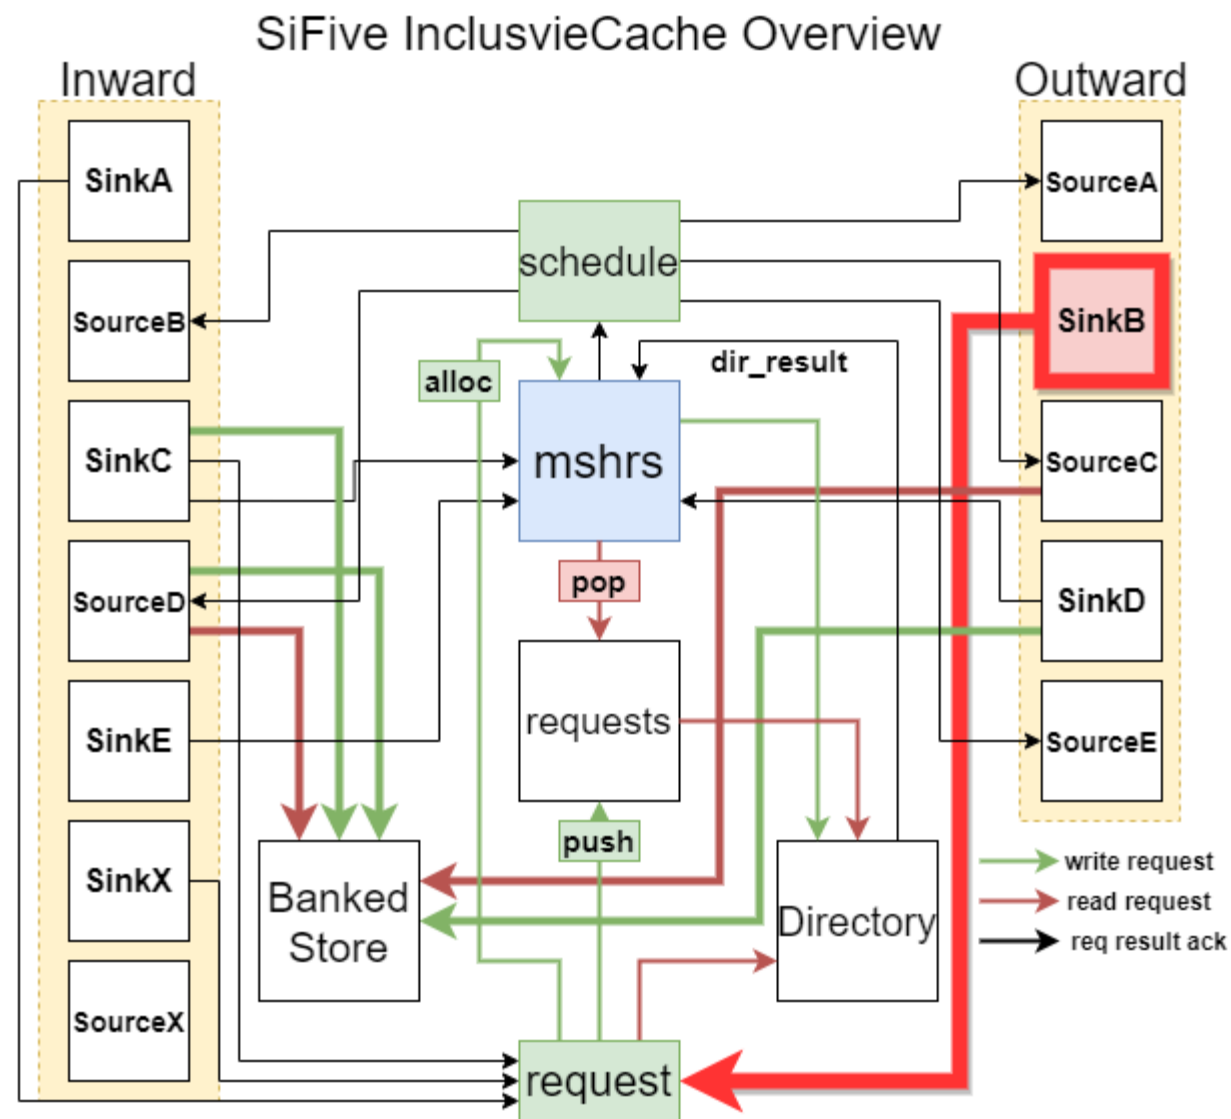 SiFive InclusvieCache Overview
Inward
Outward
SinkA
SourceA
schedule
SourceB
SinkB
dir_result
alloc
SinkC
mshrs
SourceC
pop
SourceD
SinkD
requests
SinkE
SourceE
push
write request
SinkX
Banked
Store
Directory
read request
req result ack
SourceX
request